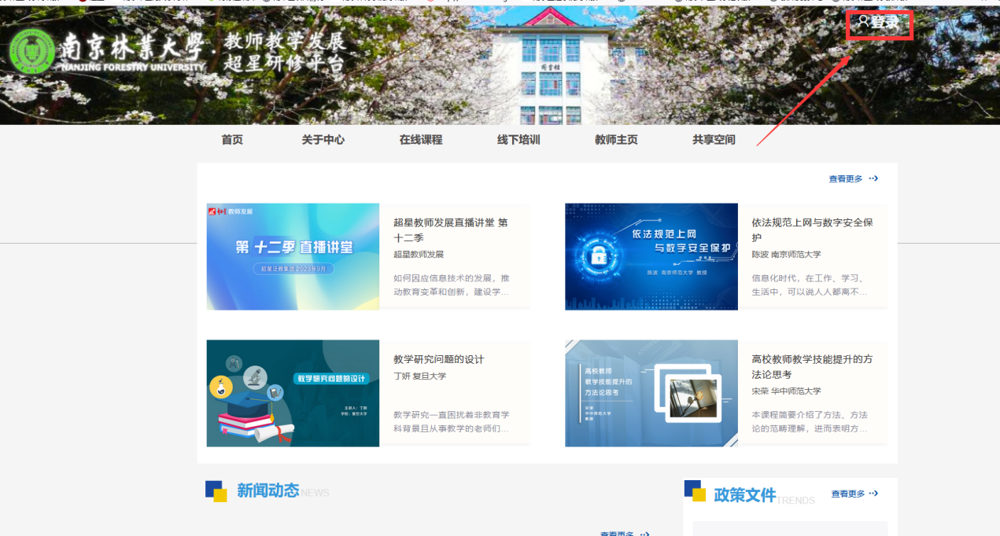 登录
南京林業大學
NANJING FORESTRY UNIVERSITY
教师教学发展
超星研修平台
圖書館
首页
关于中心
在线课程
线下培训
教师主页
共享空间
查看更多
教师发展
第 十二季 直播讲堂
超星泛雅集团 2023年9月
超星教师发展直播讲堂 第
十二季
超星教师发展
如何因应信息技术的发展，推
动教育变革和创新，建设学...
依法规范上网
与数字安全保护
陈波 南京师范大学 教授
依法规范上网与数字安全保
护
陈波 南京师范大学
信息化时代，在工作、学习、
生活中，可以说人人都离不...
教学研究问题的设计
主讲人：丁妍
学校：复旦大学
教学研究问题的设计
丁妍 复旦大学
教学研究一直困扰着非教育学
科背景且从事教学的老师们...
高校教师
教学技能提升的
方法论思考
宋荣
华中师范大学
教授
高校教师教学技能提升的方
法论思考
宋荣 华中师范大学
本课程简要介绍了方法、方法
论的范畴理解，进而表明方...
新闻动态
NEWS
查看更多
政策文件
TRENDS
查看更多